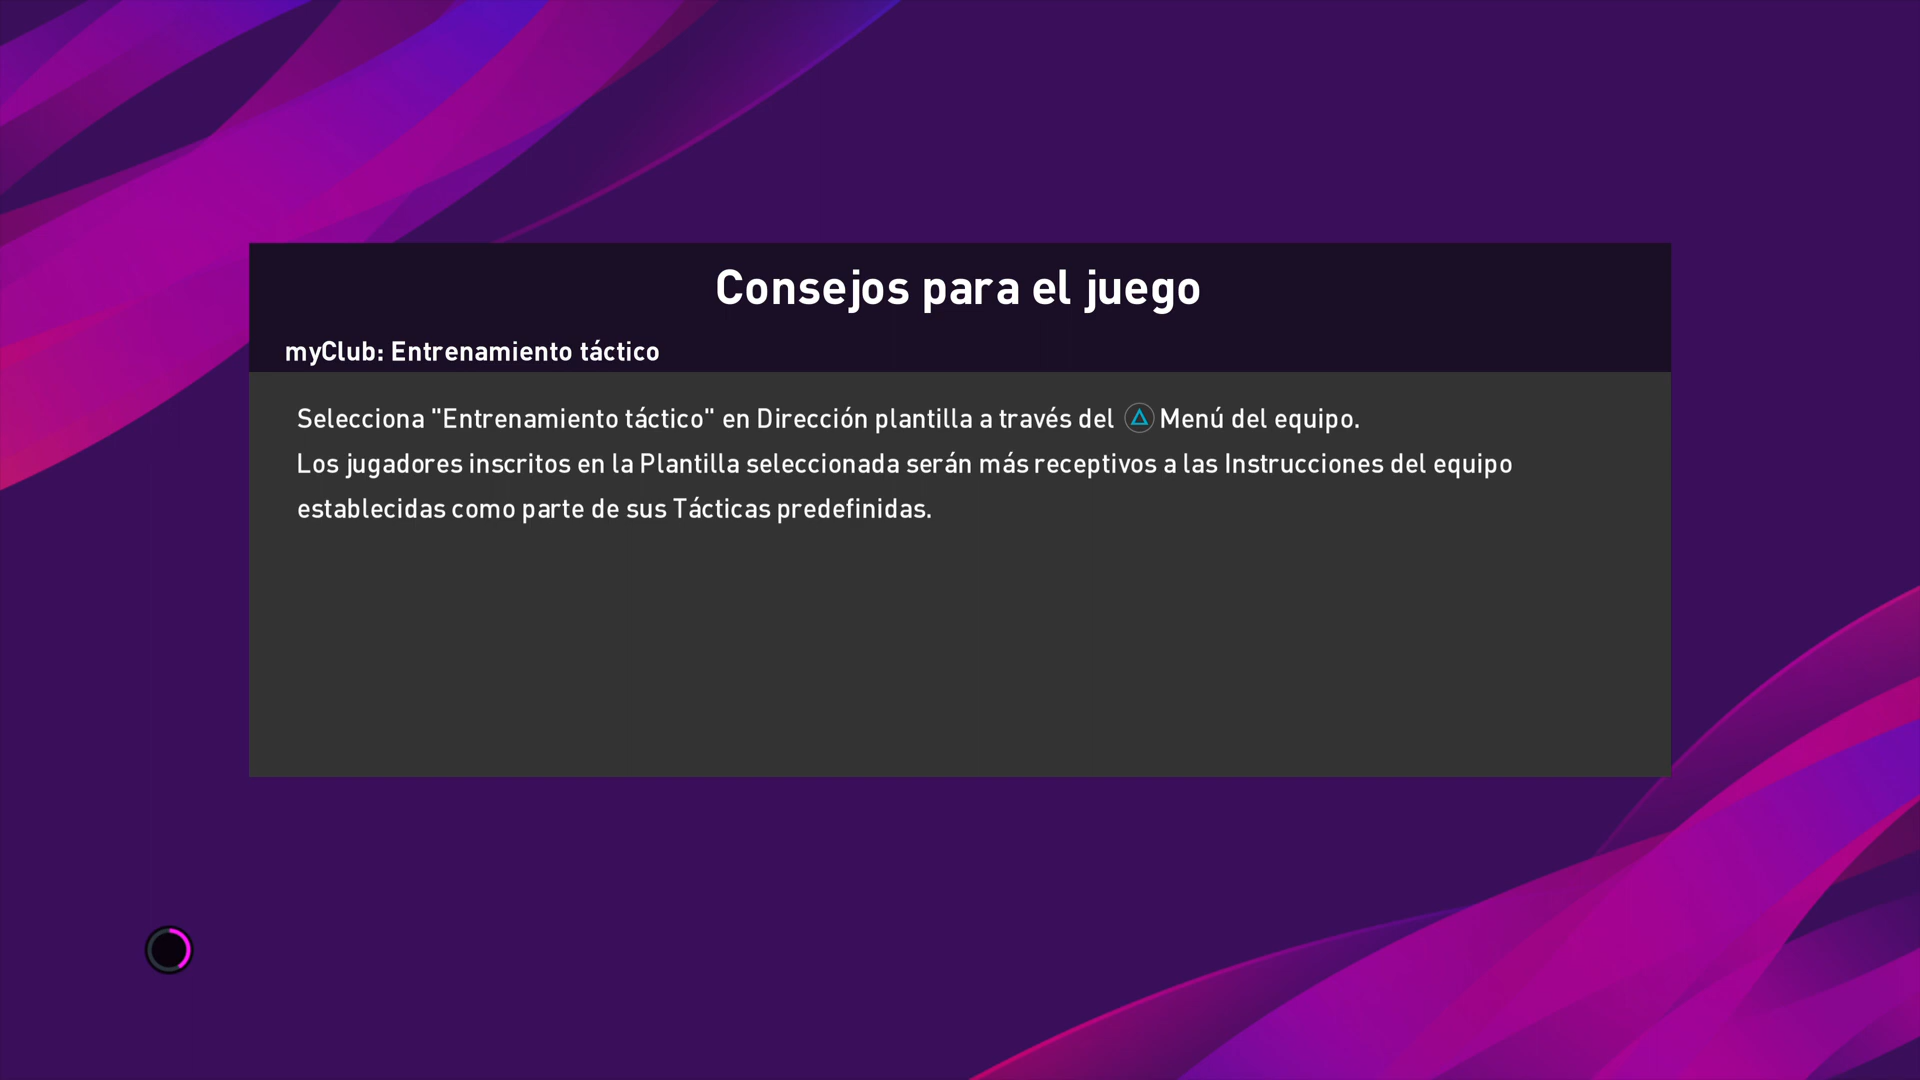 Consejos para el juego
myClub: Entrenamiento táctico
Selecciona "Entrenamiento táctico" en Dirección plantilla a través del Menú del equipo.
Los jugadores inscritos en la Plantilla seleccionada serán más receptivos a las Instrucciones del equipo
establecidas como parte de sus Tácticas predefinidas.